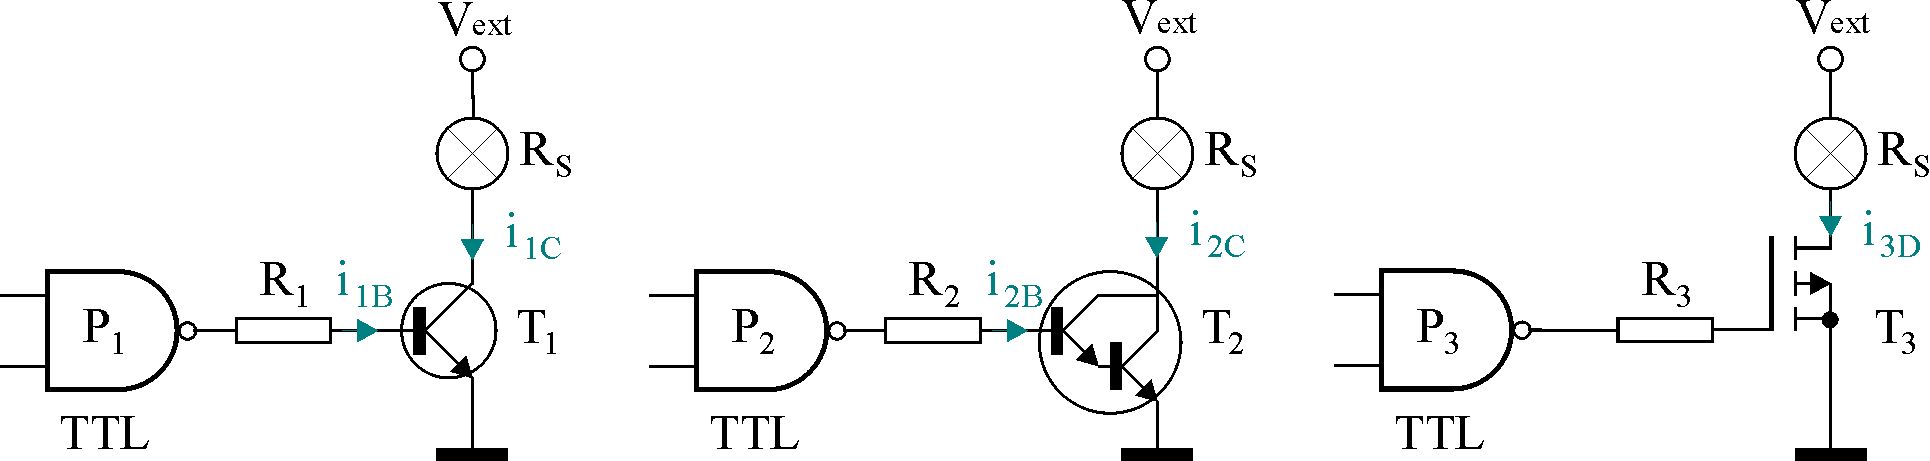 Vext
RS
i1C
R1
i1B
P1
T1
TTL
Vext
RS
i2C
R2
i2B
P2
T2
TTL
Vext
RS
i3D
R3
P3
T3
TTL